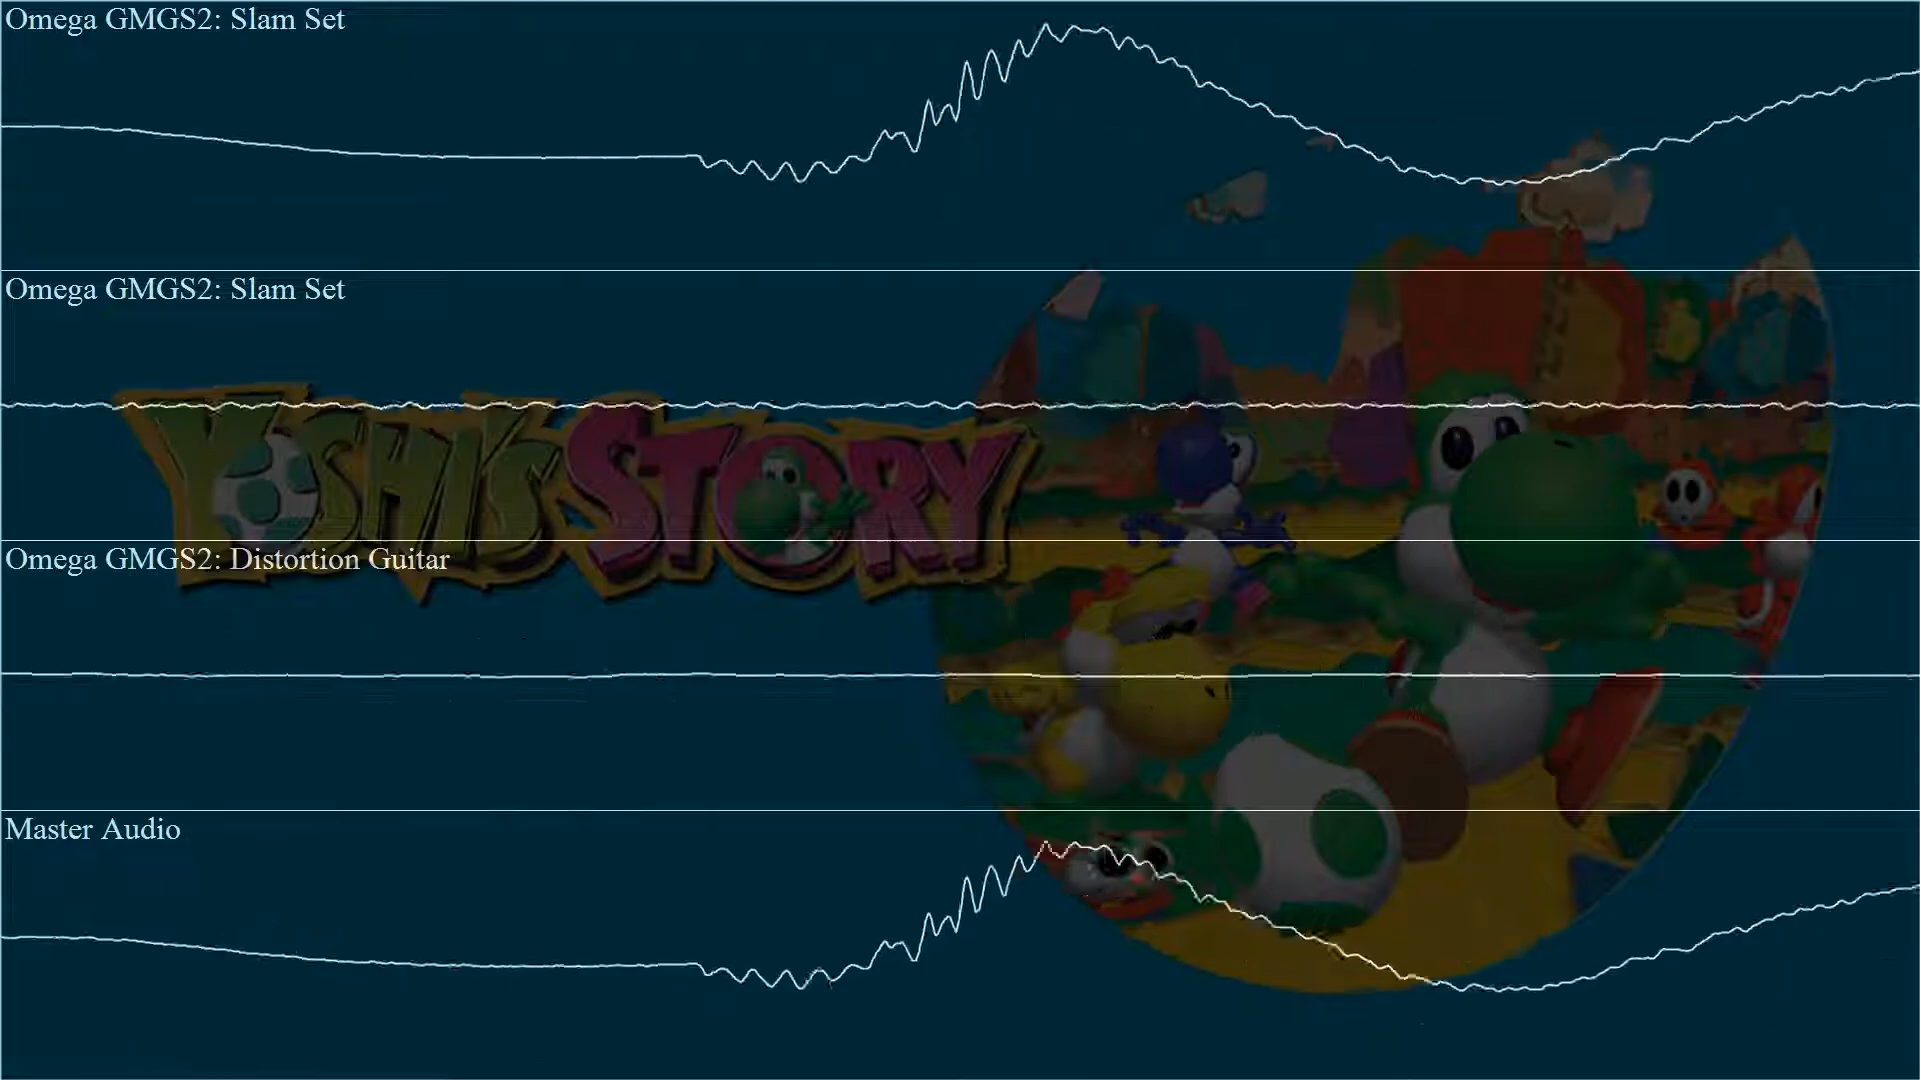 Omega GMGS2: Slam Set
Omega GMGS2: Slam Set
YOSHI'S STORY
Omega GMGS2: Distortion Guitar
Master Audio